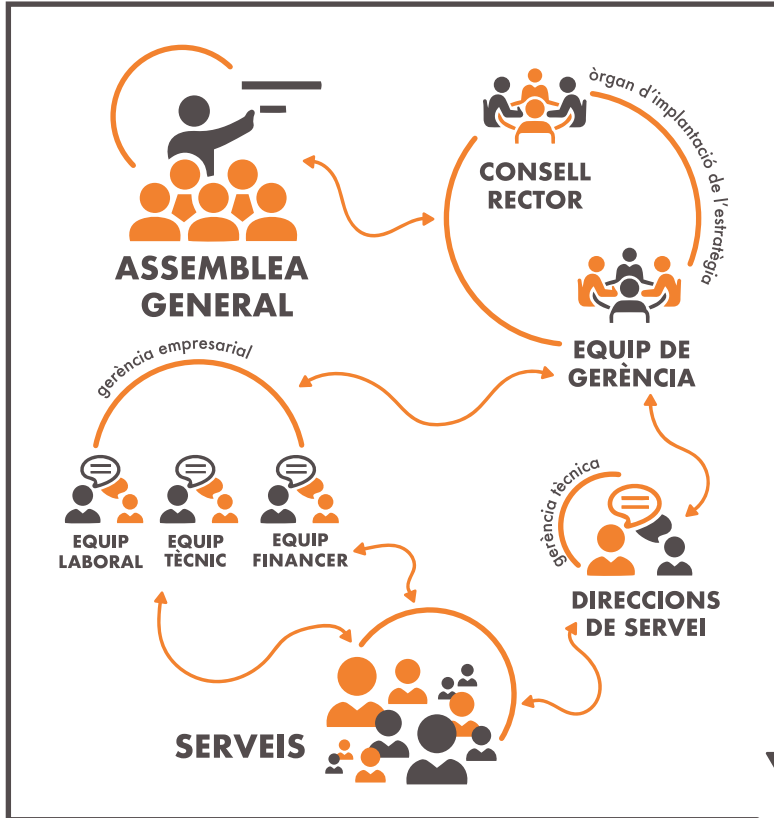 òrgan d'implantació de l'estratègia
CONSELL
RECTOR
ASSEMBLEA
GENERAL
EQUIP DE
GERÈNCIA
gerència empresarial
EQUIP
LABORAL
EQUIP
TÈCNIC
EQUIP
FINANCER
gerència tècnica
DIRECCIONS
DE SERVEI
SERVEIS